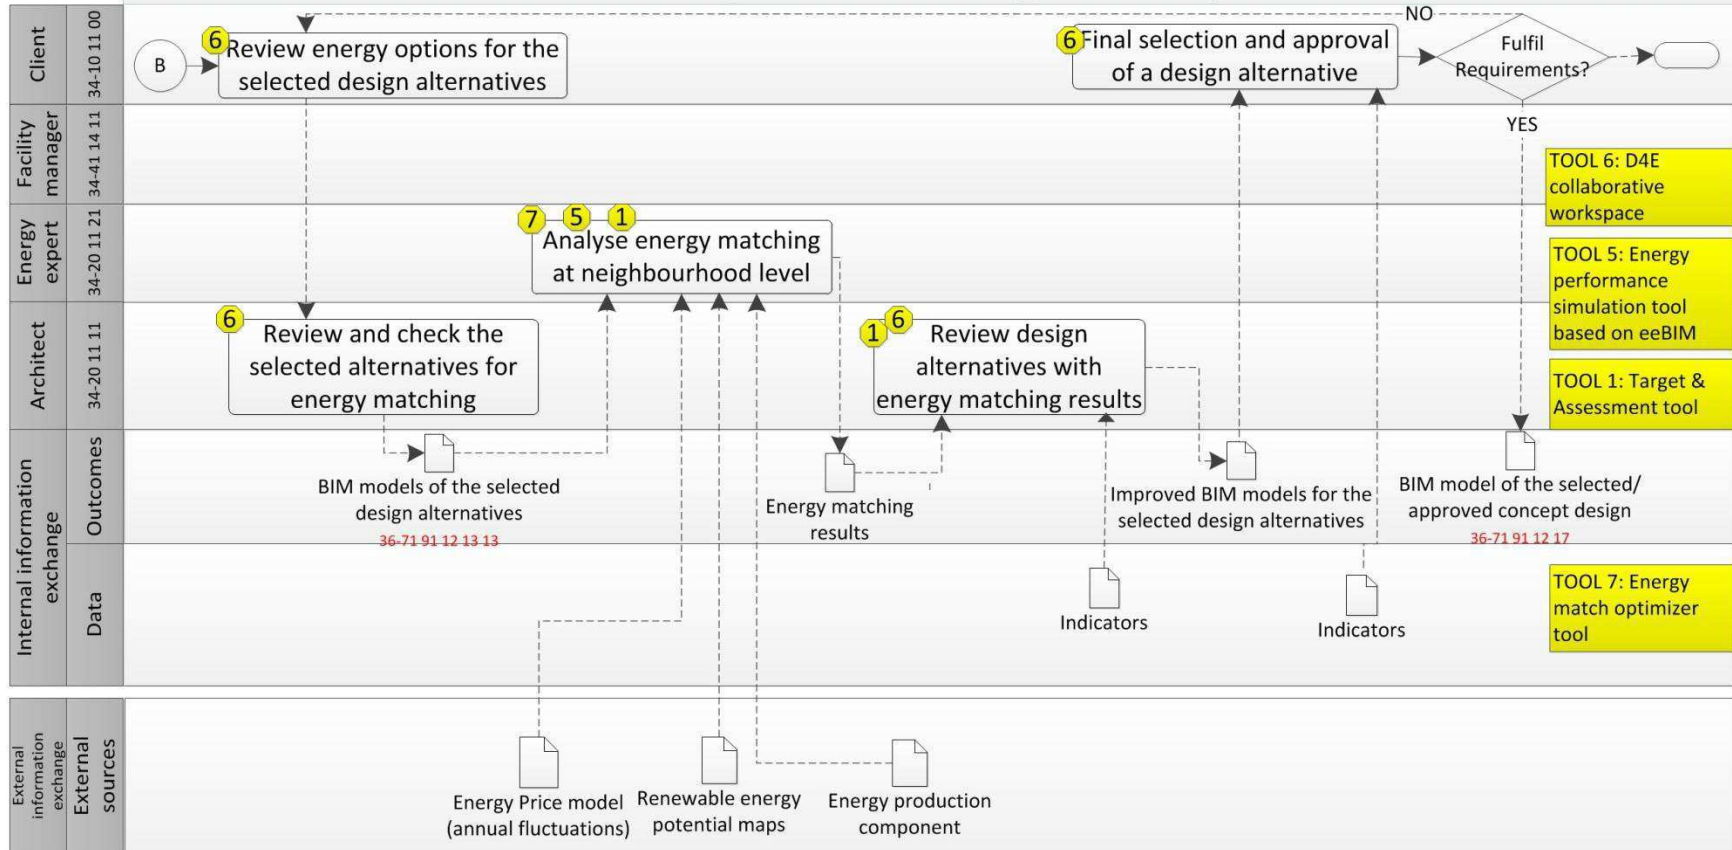 Client
34-10 11 00
B
6
Review energy options for the
selected design alternatives
6
Final selection and approval
of a design alternative
NO
Fulfil
Requirements?
YES
Facility
manager
34-41 14 11
TOOL 6: D4E
collaborative
workspace
Energy
expert
34-20 11 21
7
5
1
Analyse energy matching
at neighbourhood level
TOOL 5: Energy
performance
simulation tool
based on eeBIM
Architect
34-20 11 11
6
Review and check the
selected alternatives for
energy matching
1
6
Review design
alternatives with
energy matching results
TOOL 1: Target &
Assessment tool
Internal information
exchange
Outcomes
BIM models of the selected
design alternatives
36-71 91 12 13 13
Energy matching
results
Improved BIM models for the
selected design alternatives
BIM model of the selected/
approved concept design
36-71 91 12 17
Data
Indicators
Indicators
TOOL 7: Energy
match optimizer
tool
External
information
exchange
External
sources
Energy Price model
(annual fluctuations)
Renewable energy
potential maps
Energy production
component